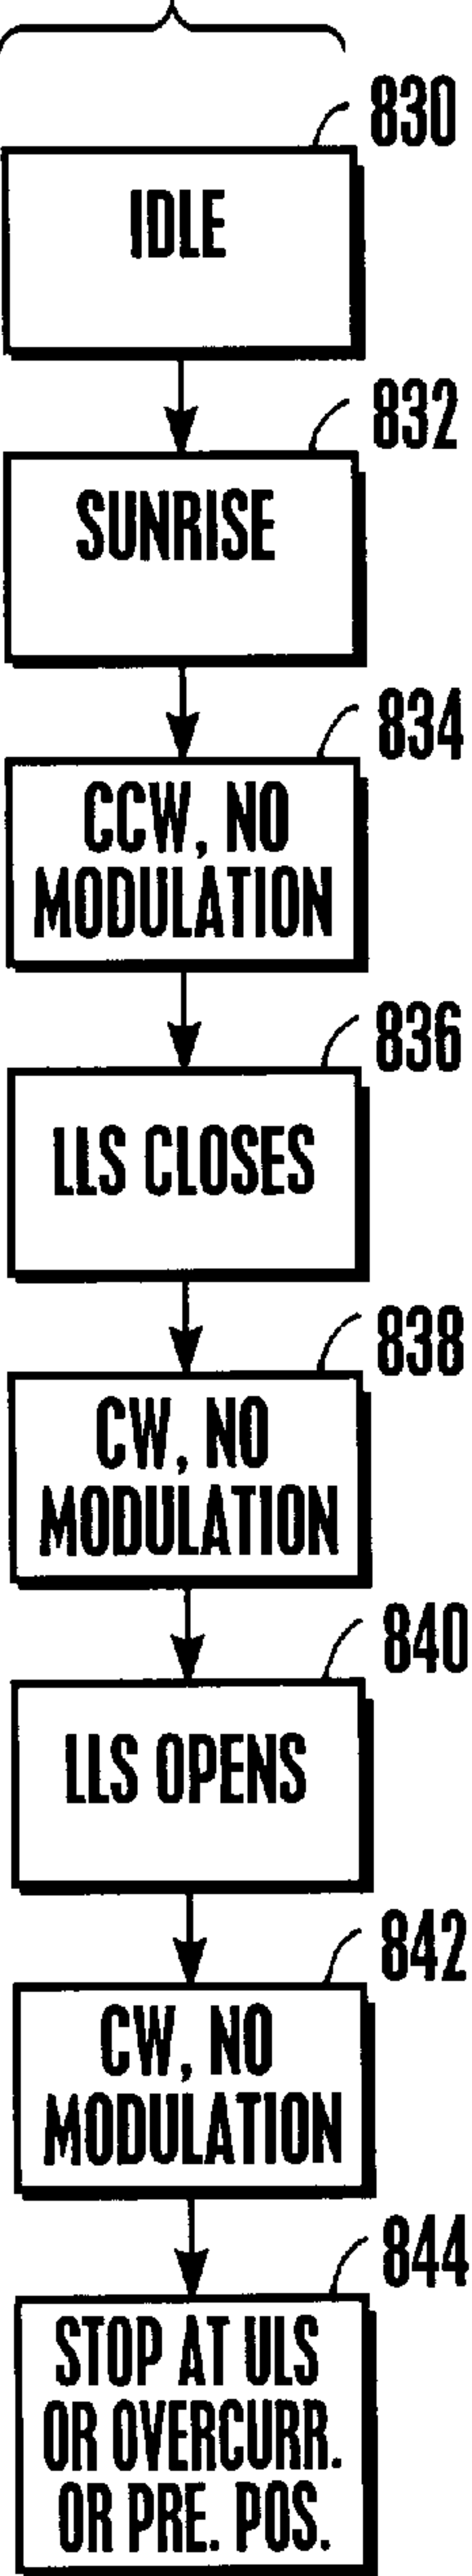 830
IDLE
832
SUNRISE
834
CCW, NO
MODULATION
836
LLS CLOSES
838
CW, NO
MODULATION
840
LLS OPENS
842
CW, NO
MODULATION
844
STOP AT ULS
OR OVERCURR.
OR PRE. POS.